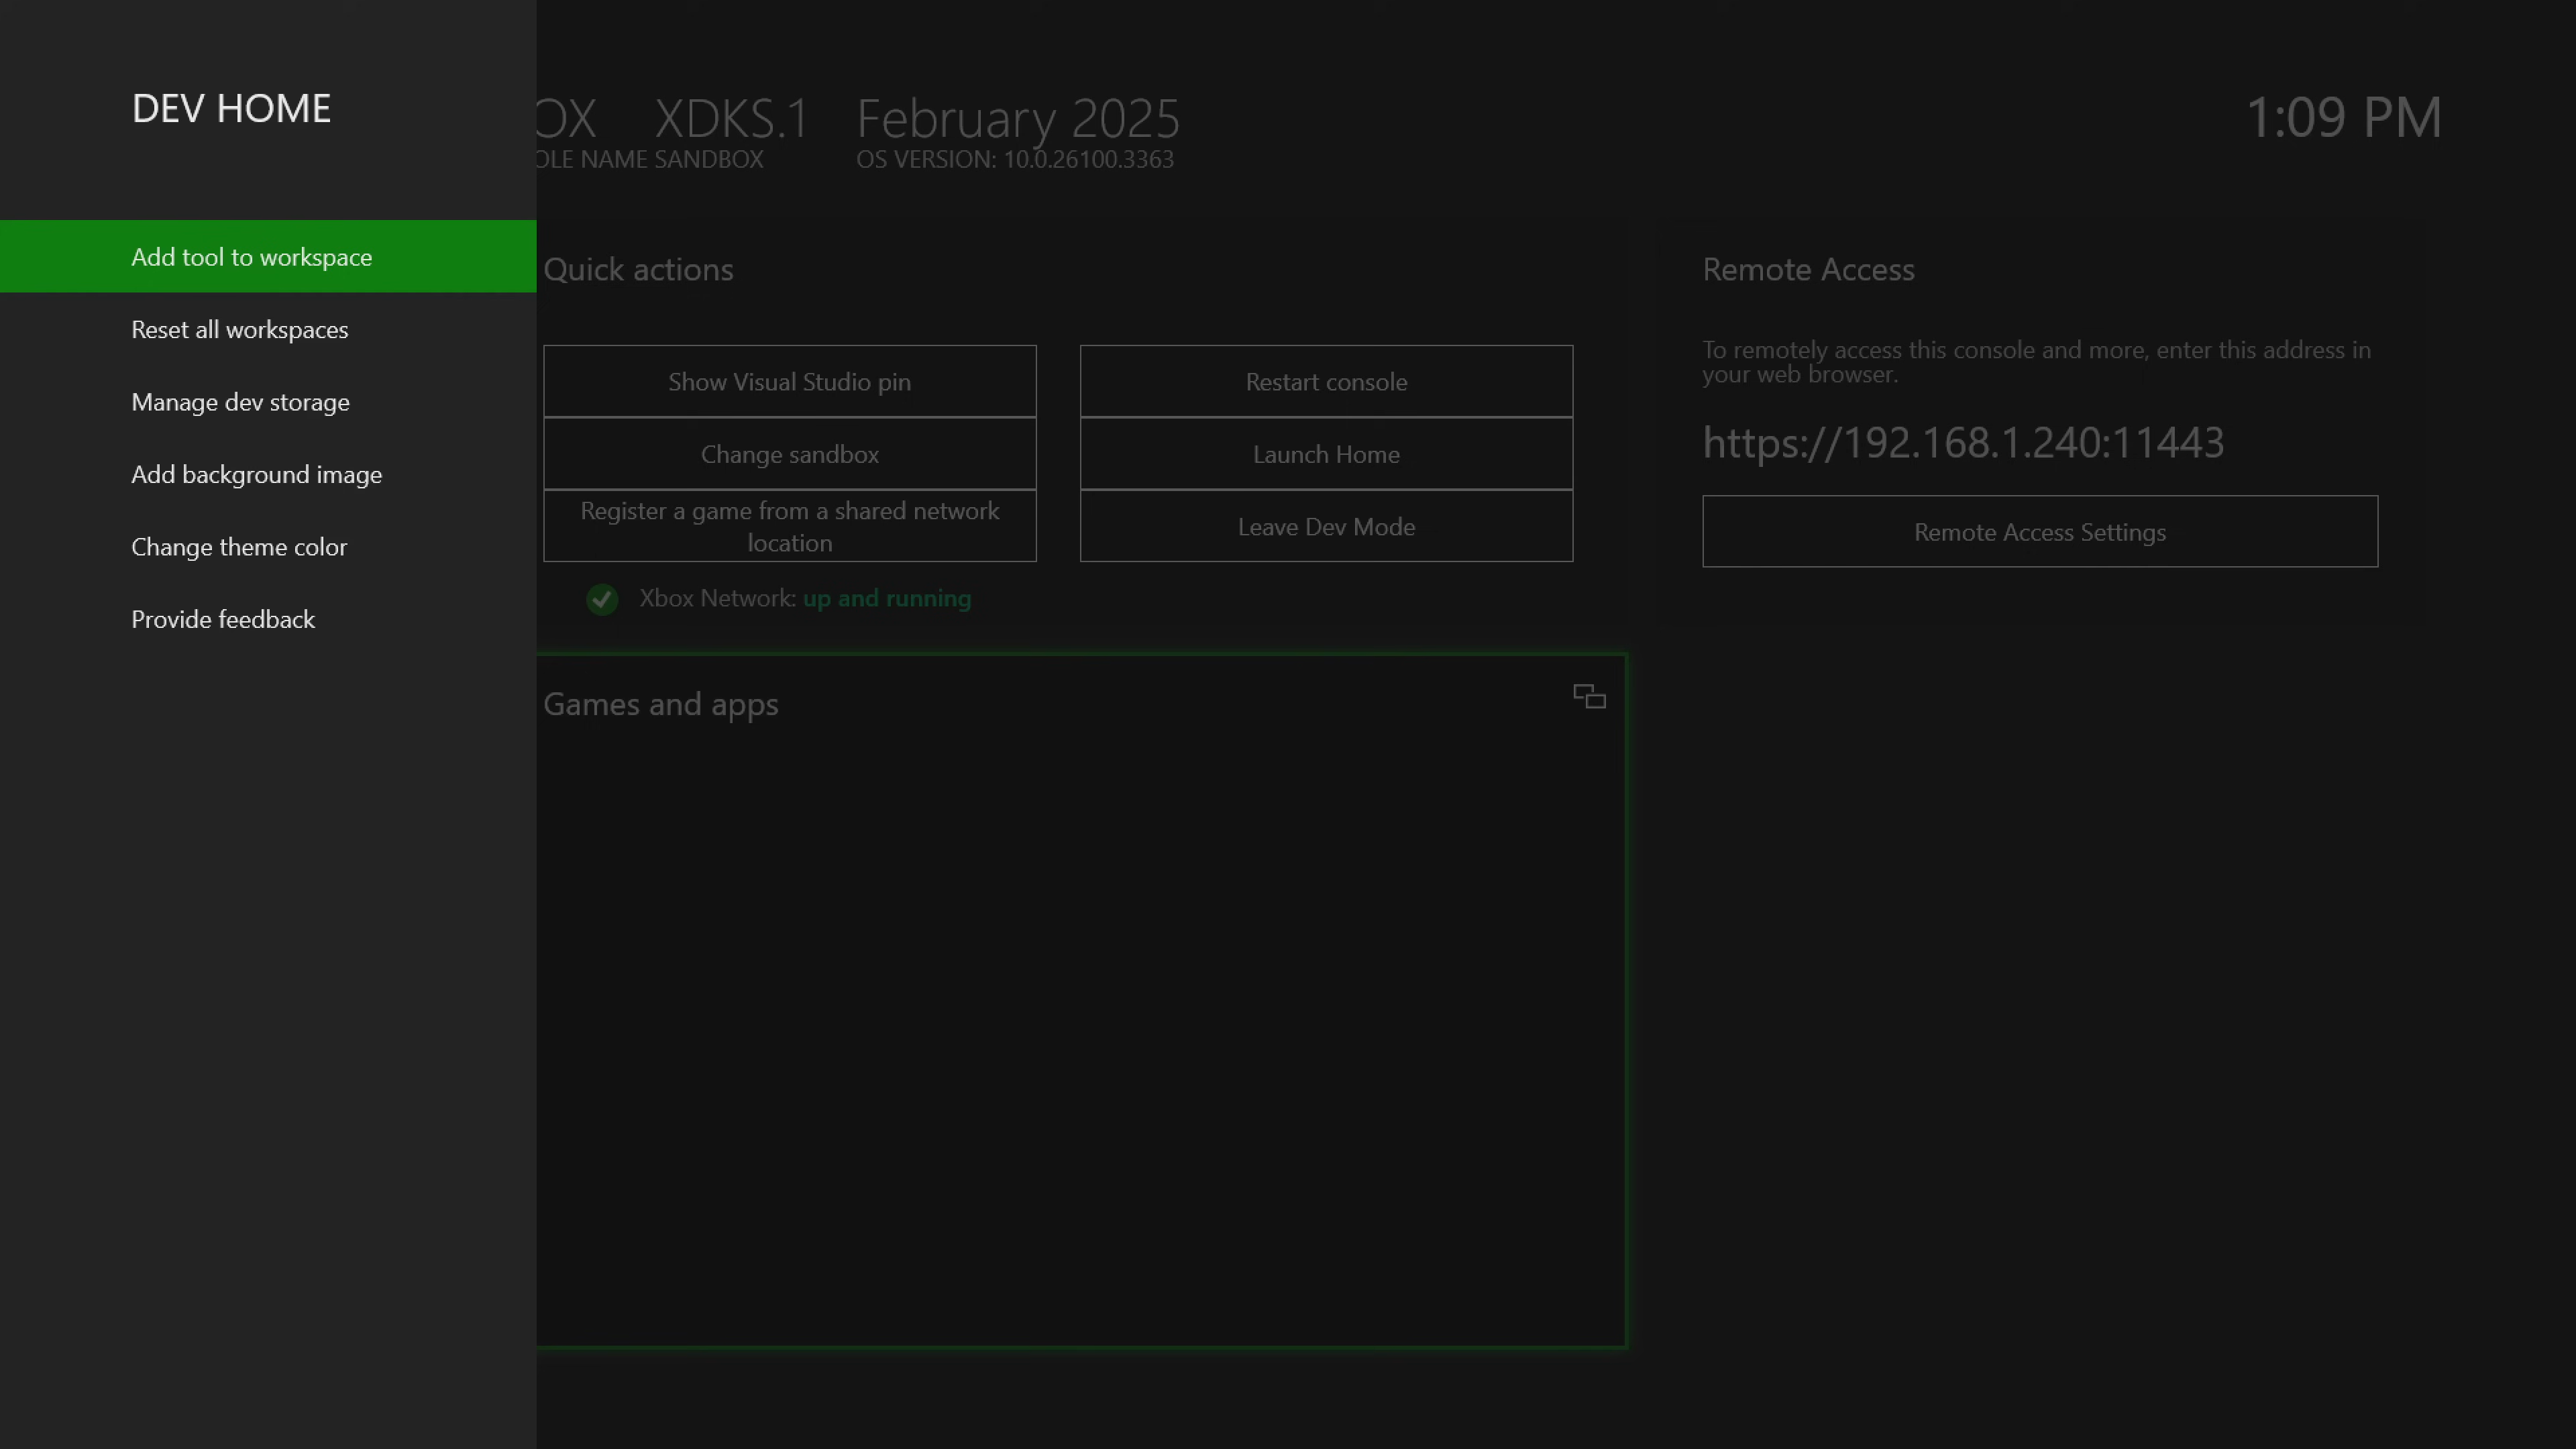 DEV HOME
Add tool to workspace
Reset all workspaces
Manage dev storage
Add background image
Change theme color
Provide feedback
OX XDKS.1 February 2025
OLE NAME SANDBOX OS VERSION: 10.0.26100.3363
1:09 PM
Quick actions
Show Visual Studio pin
Change sandbox
Register a game from a shared network
location
Restart console
Launch Home
Leave Dev Mode
Xbox Network: up and running
Remote Access
To remotely access this console and more, enter this address in
your web browser.
https://192.168.1.240:11443
Remote Access Settings
Games and apps